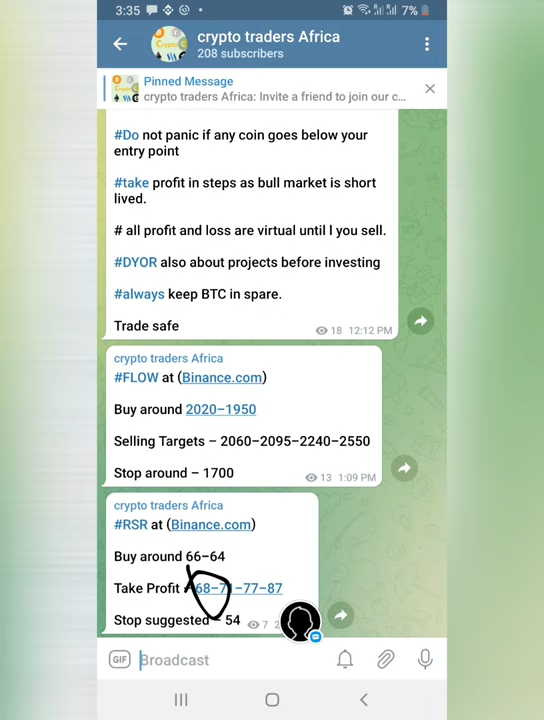 3:35
7%
crypto traders Africa
208 subscribers
Pinned Message
crypto traders Africa: Invite a friend to join our c...
#Do not panic if any coin goes below your
entry point
#take profit in steps as bull market is short
lived.
# all profit and loss are virtual until I you sell.
#DYOR also about projects before investing
#always keep BTC in spare.
Trade safe
18 12:12 PM
crypto traders Africa
#FLOW at (Binance.com)
Buy around 2020–1950
Selling Targets – 2060–2095–2240–2550
Stop around – 1700
13 1:09 PM
crypto traders Africa
#RSR at (Binance.com)
Buy around 66–64
Take Profit – 68–71–77–87
Stop suggested – 54
7 2
GIF Broadcast